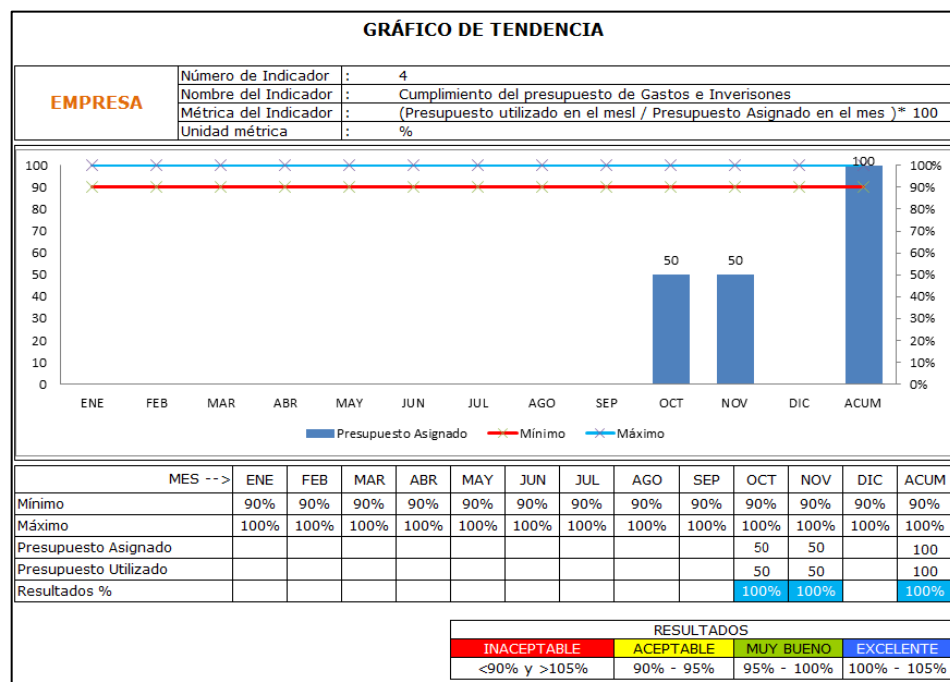 GRÁFICO DE TENDENCIA
EMPRESA
Número de Indicador : 4
Nombre del Indicador : Cumplimiento del presupuesto de Gastos e Inverisones
Métrica del Indicador : (Presupuesto utilizado en el mesl / Presupuesto Asignado en el mes )* 100
Unidad métrica : %
100 100 100%
90 90%
80 80%
70 70%
60 60%
50 50 50 50%
40 40%
30 30%
20 20%
10 10%
0 0%
ENE FEB MAR ABR MAY JUN JUL AGO SEP OCT NOV DIC ACUM
Presupuesto Asignado Mínimo Máximo
MES --> ENE FEB MAR ABR MAY JUN JUL AGO SEP OCT NOV DIC ACUM
Mínimo 90% 90% 90% 90% 90% 90% 90% 90% 90% 90% 90% 90% 90%
Máximo 100% 100% 100% 100% 100% 100% 100% 100% 100% 100% 100% 100% 100%
Presupuesto Asignado 50 50 100
Presupuesto Utilizado 50 50 100
Resultados % 100% 100% 100%
RESULTADOS
INACEPTABLE ACEPTABLE MUY BUENO EXCELENTE
<90% y >105% 90% - 95% 95% - 100% 100% - 105%